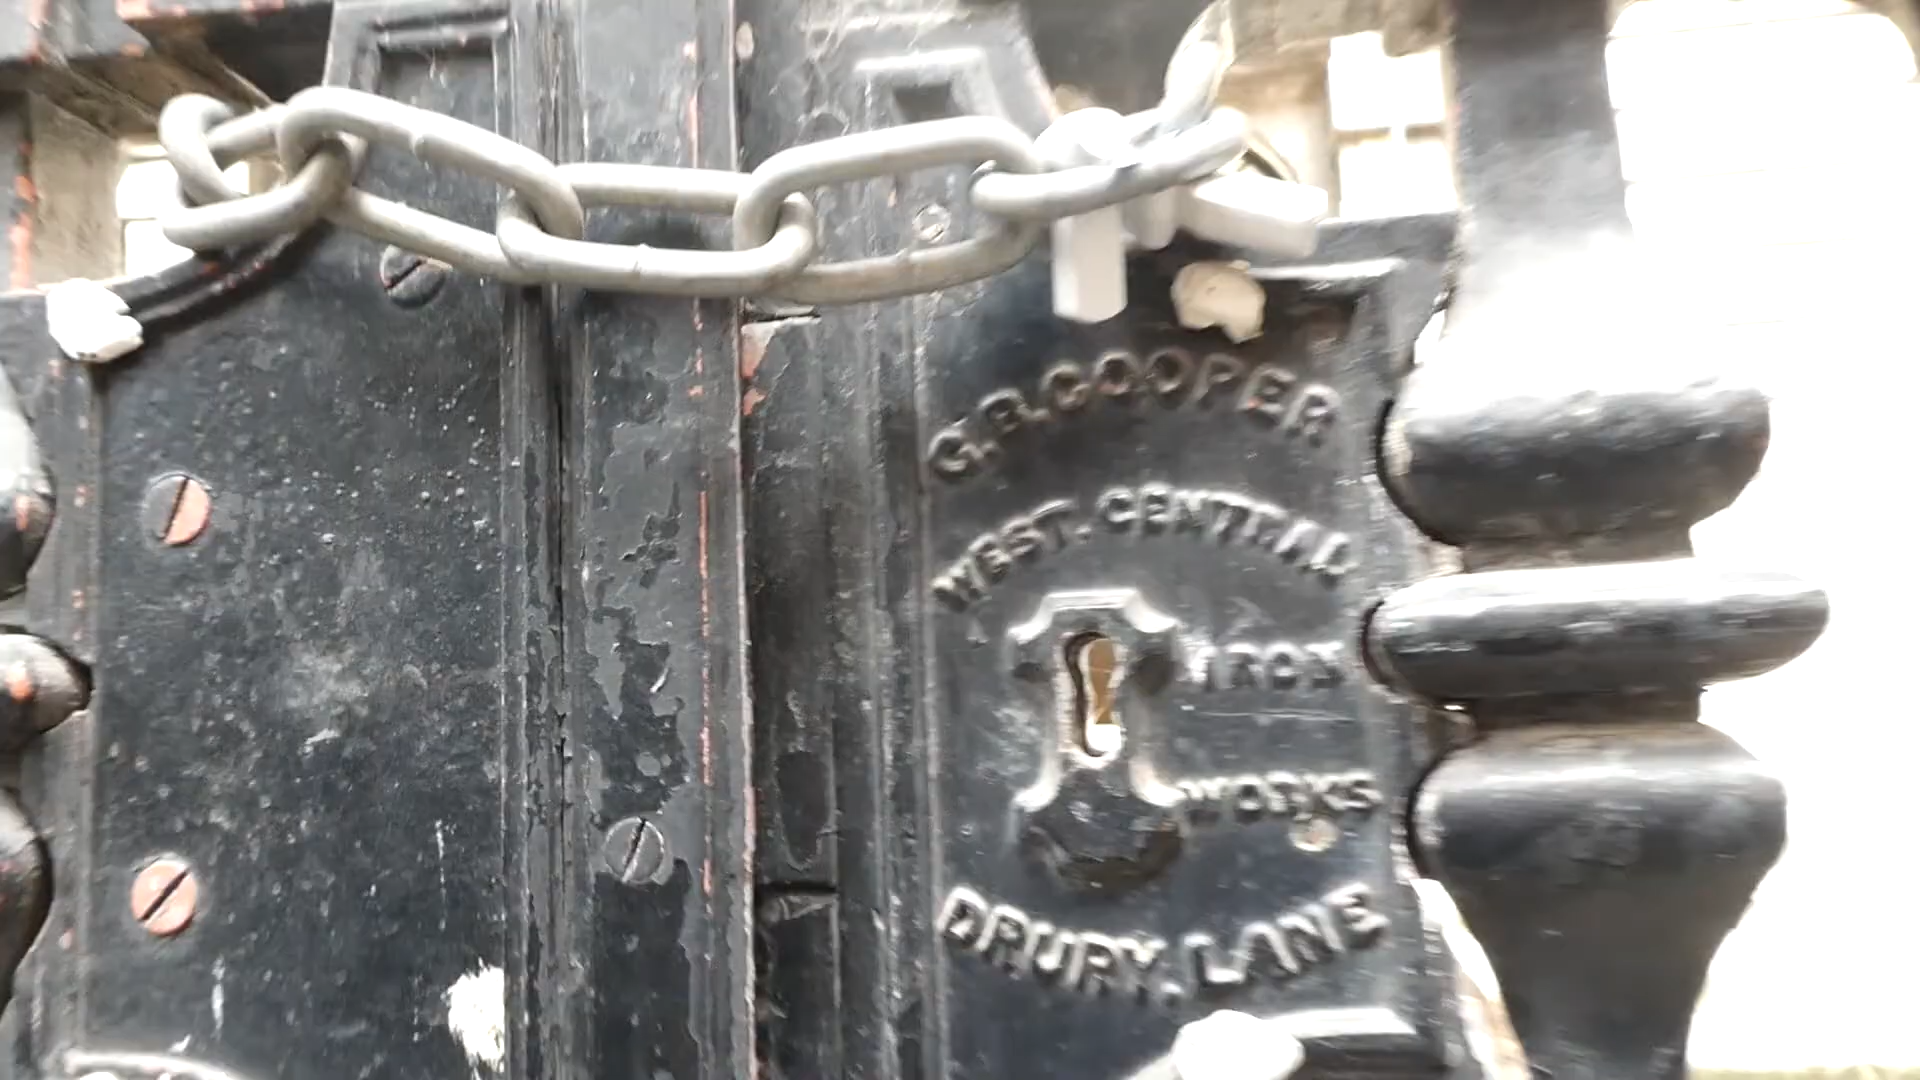 G.B.COOPER
WEST.CENTRAL
IRON
WORKS
DRURY.LANE